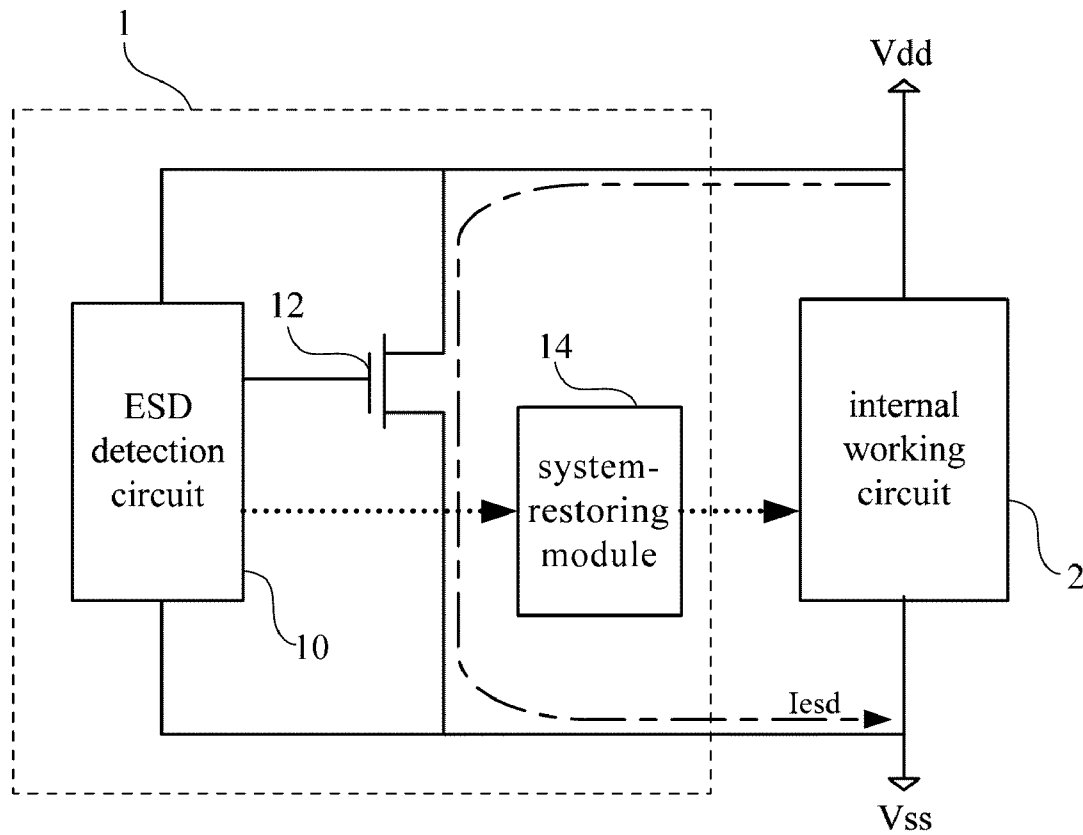 1
Vdd
12
14
ESD
detection
circuit
system-
restoring
module
internal
working
circuit
2
10
Iesd
Vss